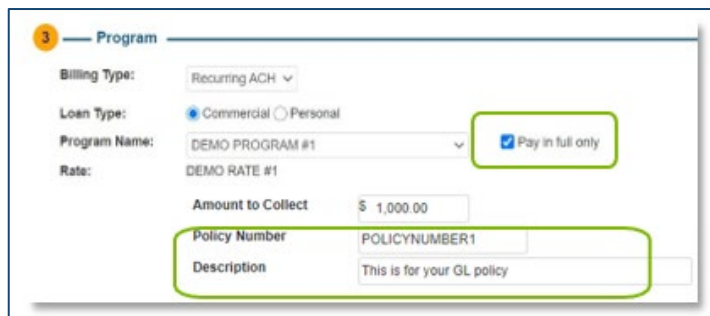 3 Program
Billing Type: Recurring ACH
Loan Type: Commercial Personal
Program Name: DEMO PROGRAM #1 Pay in full only
Rate: DEMO RATE #1
Amount to Collect $ 1,000.00
Policy Number POLICYNUMBER1
Description This is for your GL policy